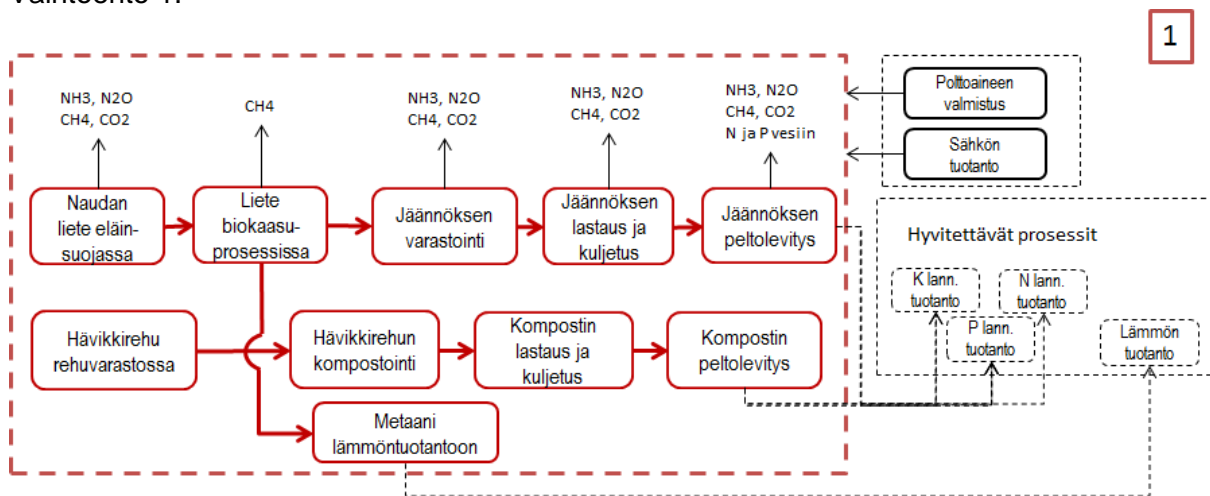 Vaihtoehto 1.
1
NH3, N2O
CH4, CO2
CH4
NH3, N2O
CH4, CO2
NH3, N2O
CH4, CO2
NH3, N2O
CH4, CO2
N ja P vesiin
Polttoaineen
valmistus
Sähkön
tuotanto
Naudan
liete eläin-
suojassa
Liete
biokaasu-
prosessissa
Jäännöksen
varastointi
Jäännöksen
lastaus ja
kuljetus
Jäännöksen
peltolevitys
Hyvitettävät prosessit
K lann.
tuotanto
N lann.
tuotanto
P lann.
tuotanto
Lämmön
tuotanto
Hävikkirehu
rehuvarastossa
Hävikkirehun
kompostointi
Kompostin
lastaus ja
kuljetus
Kompostin
peltolevitys
Metaani
lämmöntuotantoon